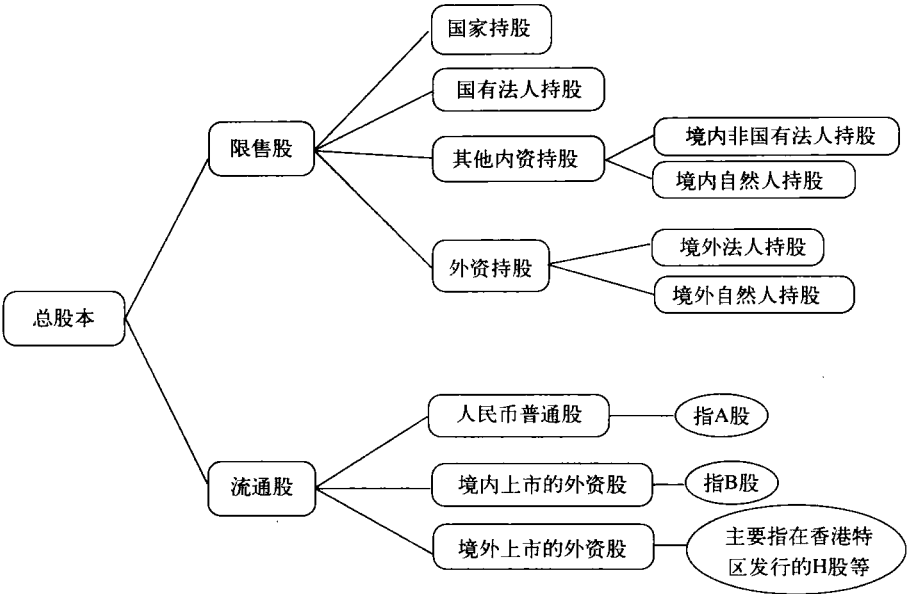 国家持股
国有法人持股
限售股
其他内资持股
境内非国有法人持股
境内自然人持股
外资持股
境外法人持股
境外自然人持股
总股本
人民币普通股
指A股
流通股
境内上市的外资股
指B股
境外上市的外资股
主要指在香港特
区发行的H股等